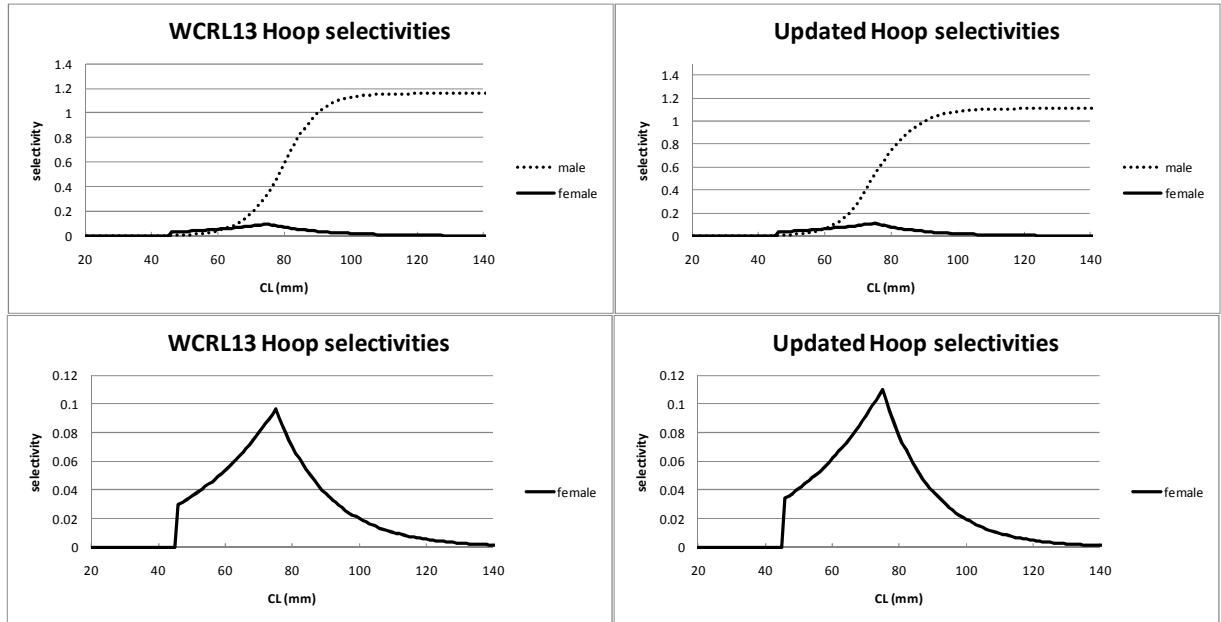 WCRL13 Hoop selectivities
1.4
1.2
1
0.8
0.6
0.4
0.2
0
selectivity
20 40 60 80 100 120 140
CL (mm)
male
female
Updated Hoop selectivities
1.4
1.2
1
0.8
0.6
0.4
0.2
0
selectivity
20 40 60 80 100 120 140
CL (mm)
male
female
WCRL13 Hoop selectivities
0.12
0.1
0.08
0.06
0.04
0.02
0
selectivity
20 40 60 80 100 120 140
CL (mm)
female
Updated Hoop selectivities
0.12
0.1
0.08
0.06
0.04
0.02
0
selectivity
20 40 60 80 100 120 140
CL (mm)
female